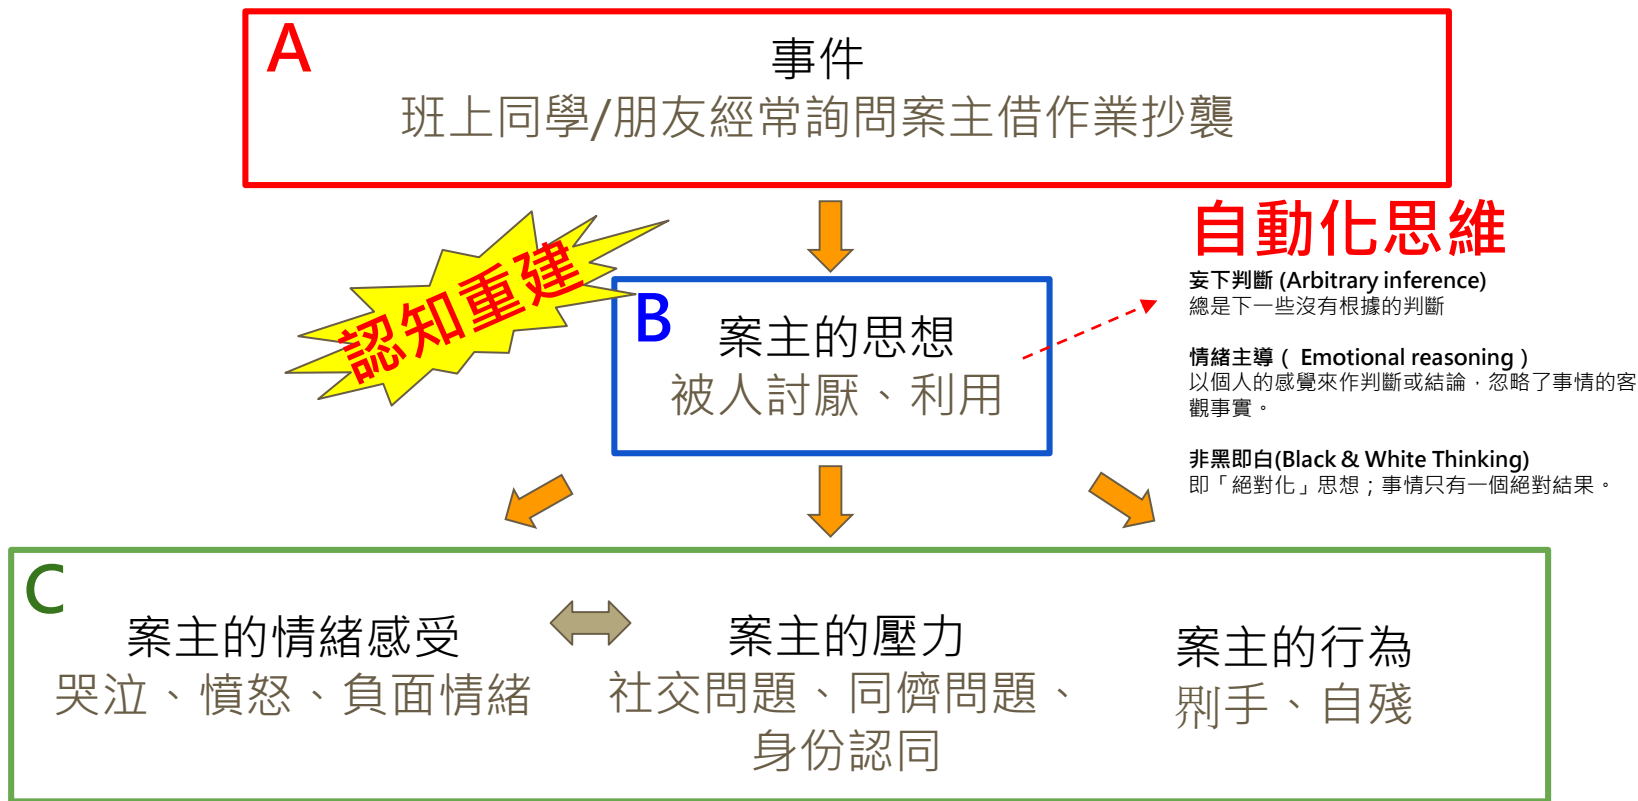 A
事件
班上同學/朋友經常詢問案主借作業抄襲
認知重建
B
案主的思想
被人討厭、利用
自動化思維
妄下判斷 (Arbitrary inference)
總是下一些沒有根據的判斷
情緒主導（ Emotional reasoning ）
以個人的感覺來作判斷或結論，忽略了事情的客
觀事實。
非黑即白(Black & White Thinking)
即「絕對化」思想；事情只有一個絕對結果。
C
案主的情緒感受
哭泣、憤怒、負面情緒
案主的壓力
社交問題、同儕問題、
身份認同
案主的行為
𠝹手、自殘